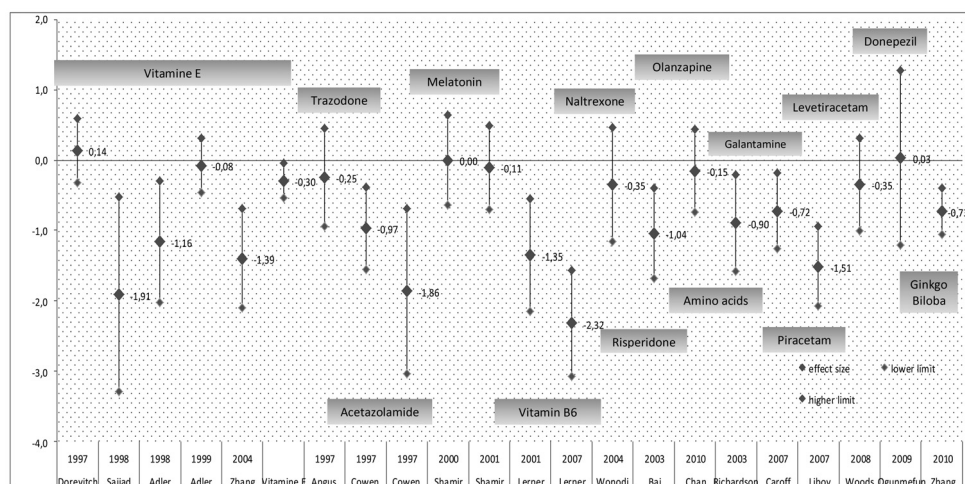 2,0
Donepezil
Olanzapine
Vitamine E
Melatonin
1,0
Trazodone
Naltrexone
Levetiracetam
Galantamine
0,14
0,0
-0,08
-0,30
-0,25
0,00
-0,11
-0,35
-0,15
-0,35
0,03
-1,0
-1,16
-1,39
-0,97
-1,35
-1,04
-0,90
-0,72
-0,73
-1,91
-1,86
-1,51
-2,0
Amino acids
Ginkgo
Biloba
-2,32
Risperidone
Piracetam
-3,0
effect size
lower limit
higher limit
Acetazolamide
Vitamin B6
-4,0
1997 1998 1998 1999 2004 1997 1997 1997 2000 2001 2001 2007 2004 2003 2010 2003 2007 2007 2008 2009 2010
Dorevitch Sajjad Adler Adler Zhang Vitamine E Angus Cowen Cowen Shamir Shamir Lerner Lerner Wonodi Bai Chan Richardson Caroff Libov Woods Ogunmefun Zhang